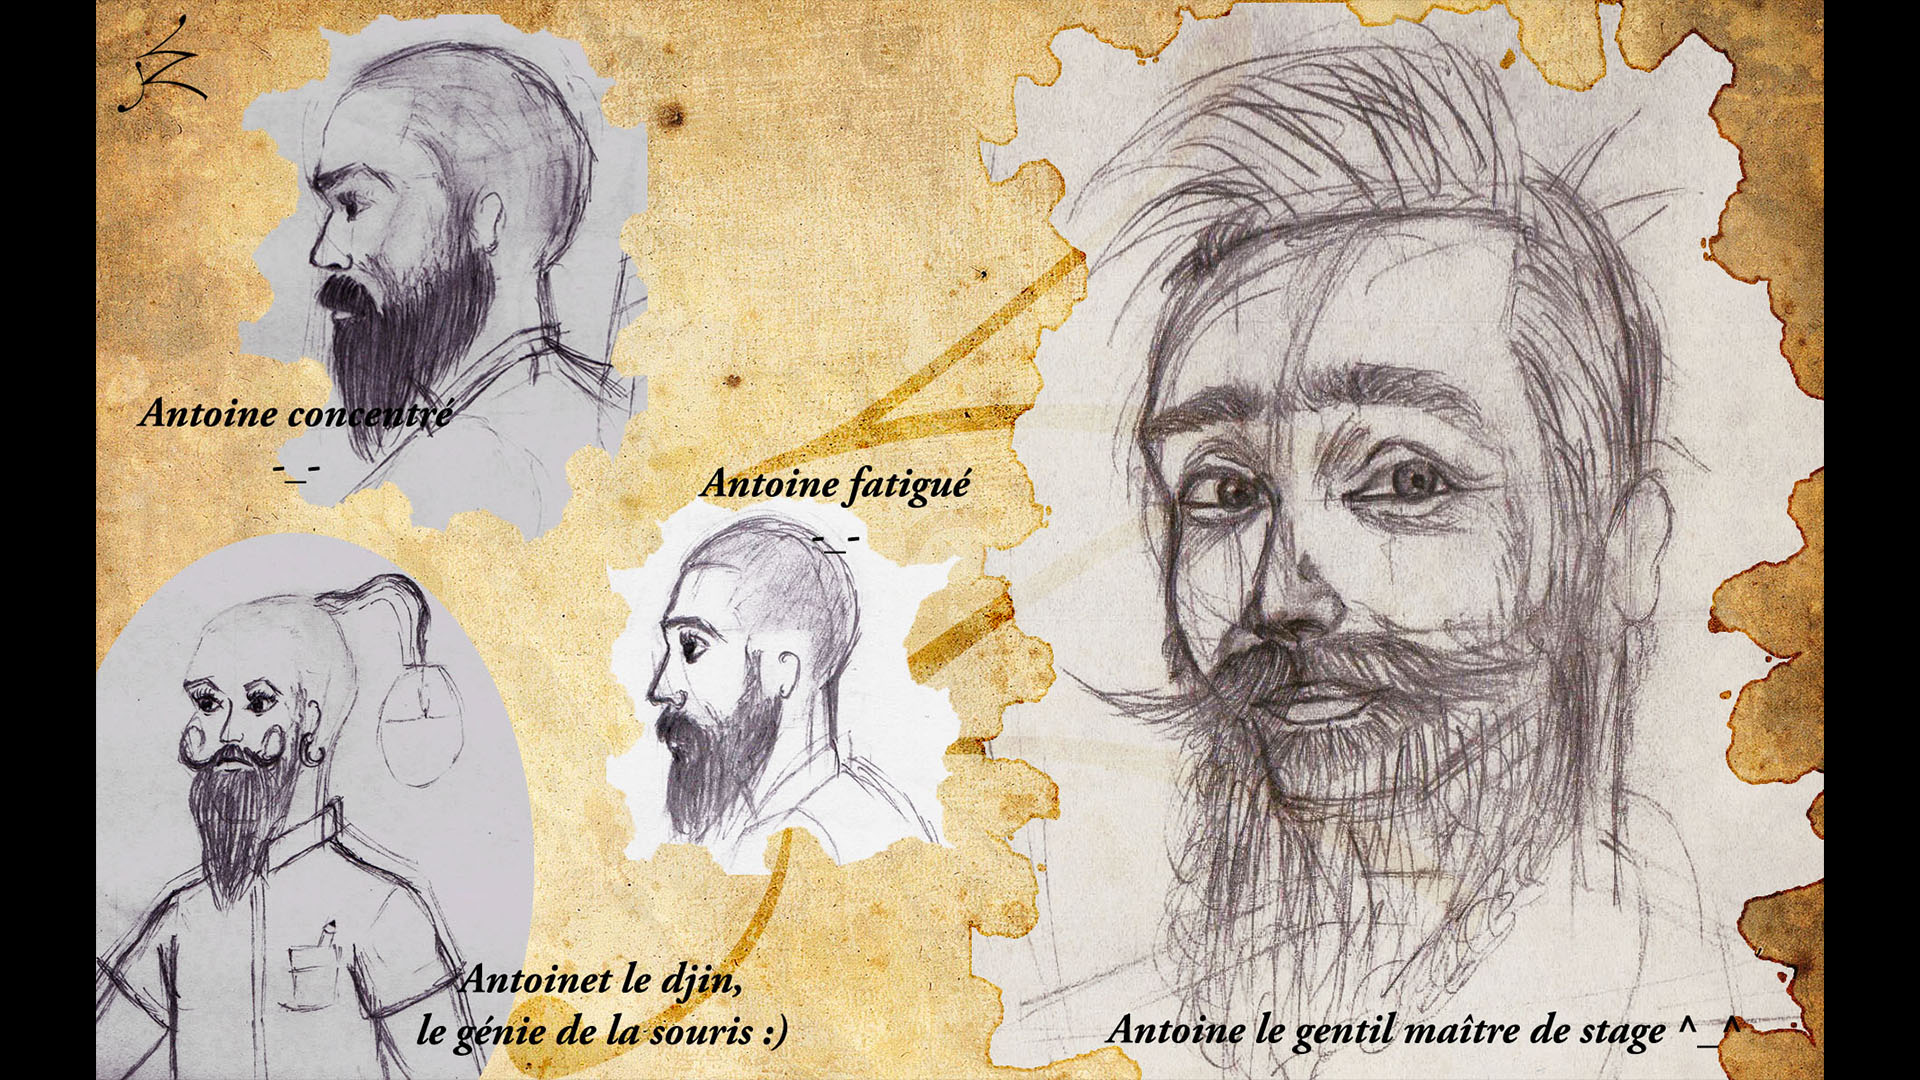 Antoine concentré
-_-
Antoine fatigué
-_-
Antoinet le djin,
le génie de la souris :)
Antoine le gentil maître de stage ^_^